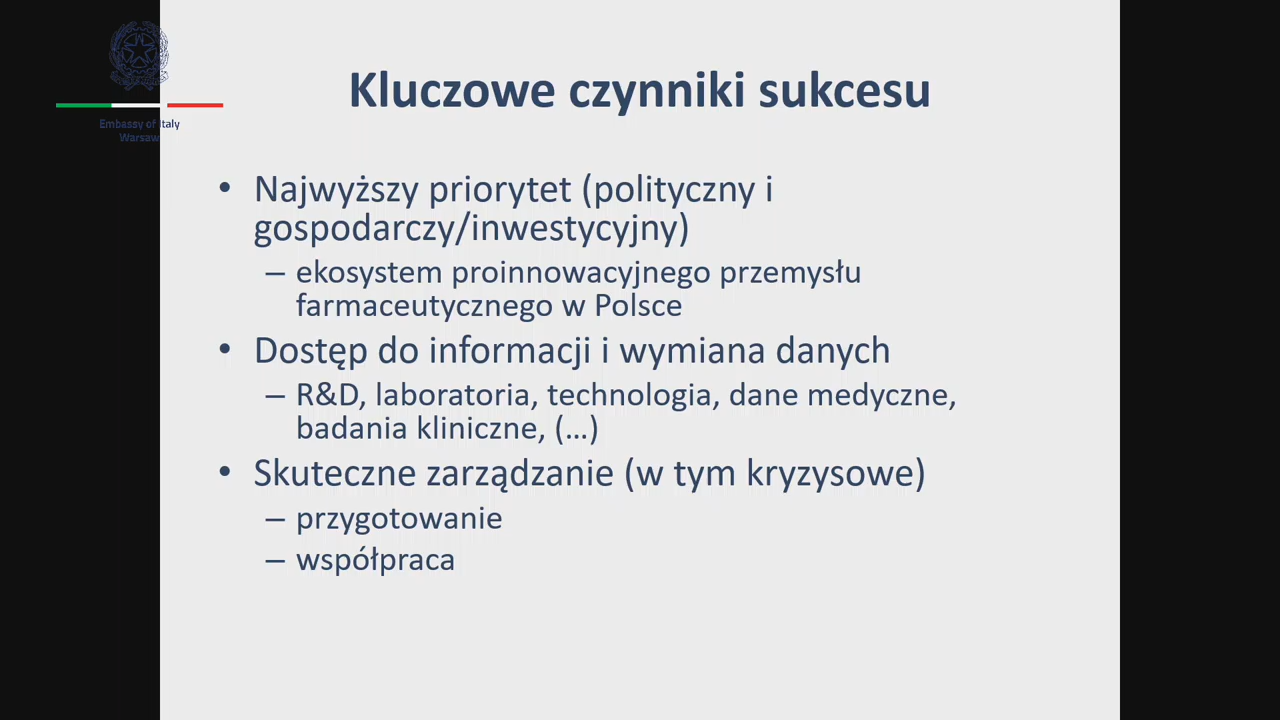 Embassy of Italy
Warsaw
Kluczowe czynniki sukcesu
• Najwyższy priorytet (polityczny i
gospodarczy/inwestycyjny)
– ekosystem proinnowacyjnego przemysłu
farmaceutycznego w Polsce
• Dostęp do informacji i wymiana danych
– R&D, laboratoria, technologia, dane medyczne,
badania kliniczne, (…)
• Skuteczne zarządzanie (w tym kryzysowe)
– przygotowanie
– współpraca